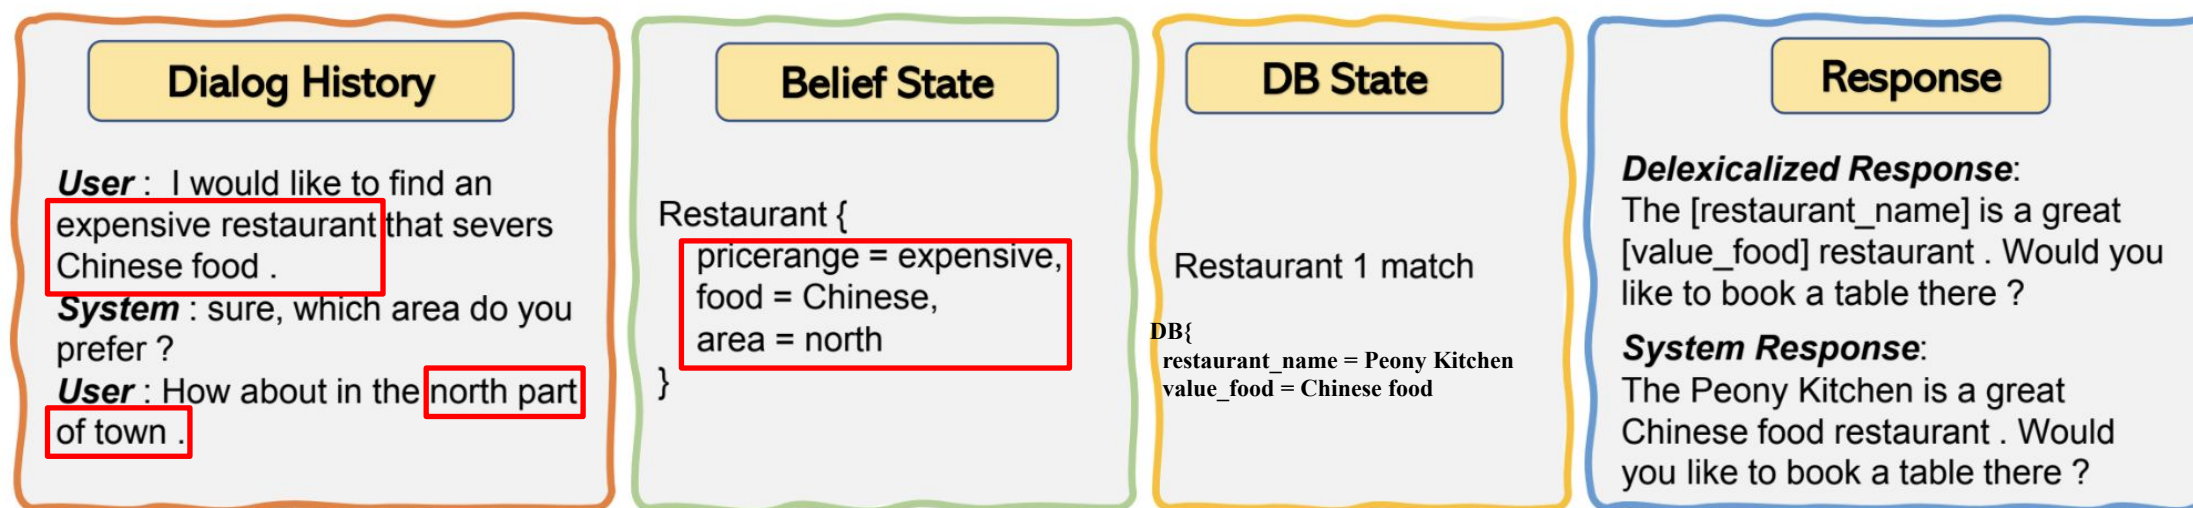 Dialog History
User : I would like to find an
expensive restaurant that severs
Chinese food .
System : sure, which area do you
prefer ?
User : How about in the north part
of town .
Belief State
Restaurant {
pricerange = expensive,
food = Chinese,
area = north
}
DB State
Restaurant 1 match
DB{
restaurant_name = Peony Kitchen
value_food = Chinese food
Response
Delexicalized Response:
The [restaurant_name] is a great
[value_food] restaurant . Would you
like to book a table there ?
System Response:
The Peony Kitchen is a great
Chinese food restaurant . Would
you like to book a table there ?